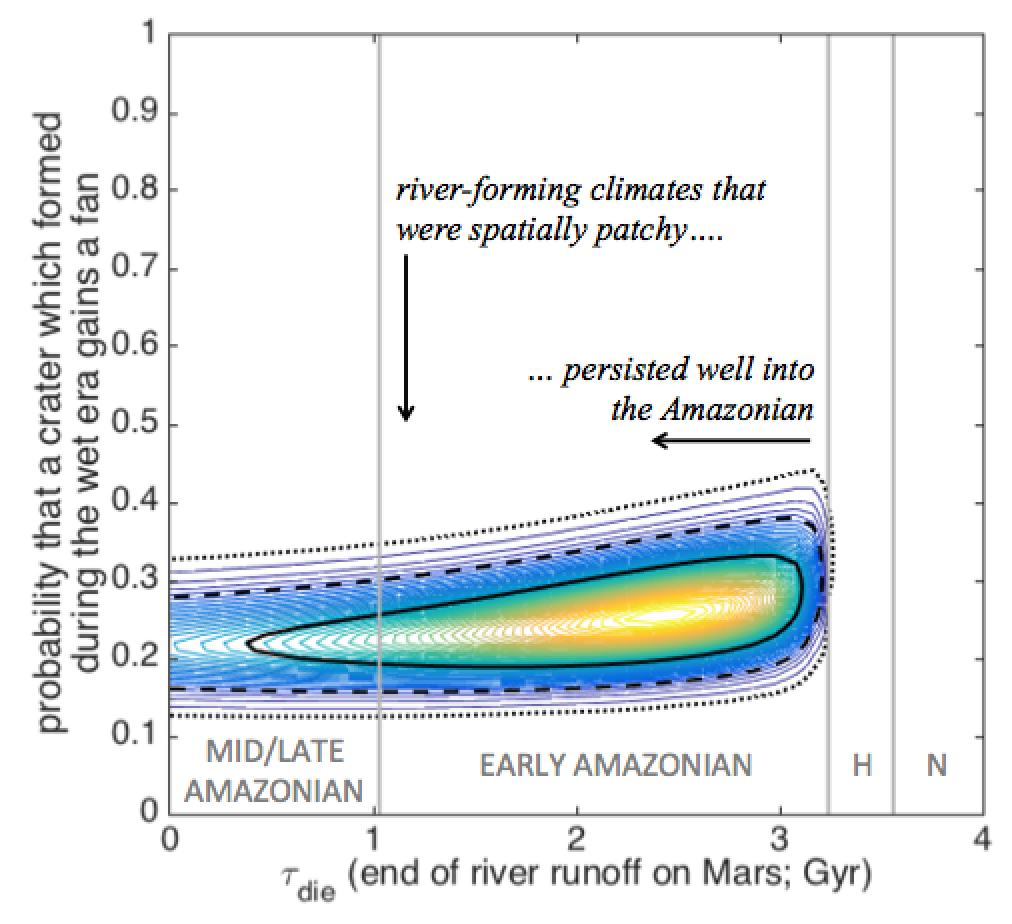 probability that a crater which formed
during the wet era gains a fan
1
0.9
0.8
0.7
0.6
0.5
0.4
0.3
0.2
0.1
0
river-forming climates that
were spatially patchy....
... persisted well into
the Amazonian
MID/LATE
AMAZONIAN
EARLY AMAZONIAN
H
N
0 1 2 3 4
τdie (end of river runoff on Mars; Gyr)